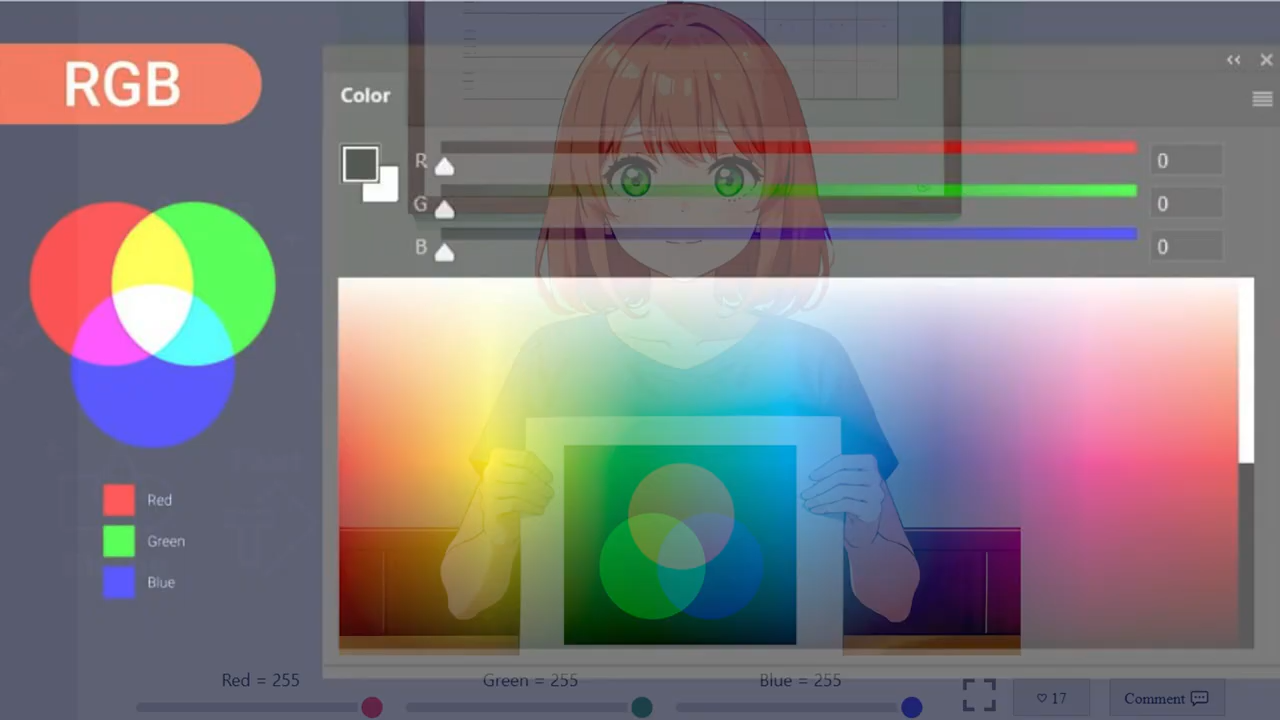 RGB
Color
R 0
G 0
B 0
Red
Green
Blue
Red = 255
Green = 255
Blue = 255
17
Comment